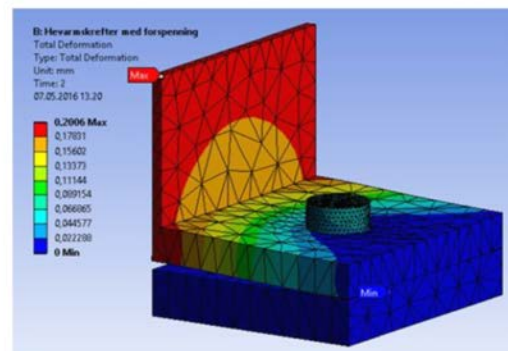 B: Hevarmskrefter med forspenning
Total Deformation
Type: Total Deformation
Unit: mm
Time: 2
07.05.2016 13.20
Max
0,2006 Max
0,17831
0,15602
0,13373
0,11144
0,089154
0,066865
0,044577
0,022288
0 Min
Min